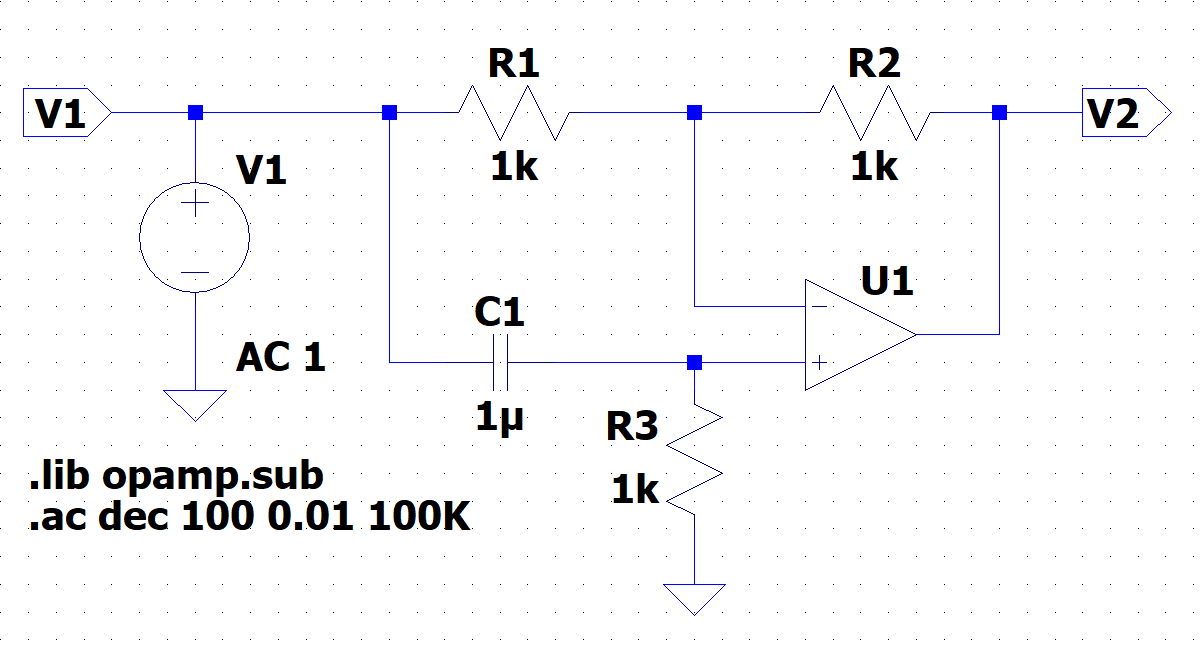 R1
R2
V1
V2
1k
1k
V1
U1
C1
AC 1
1µ
R3
1k
.lib opamp.sub
.ac dec 100 0.01 100K